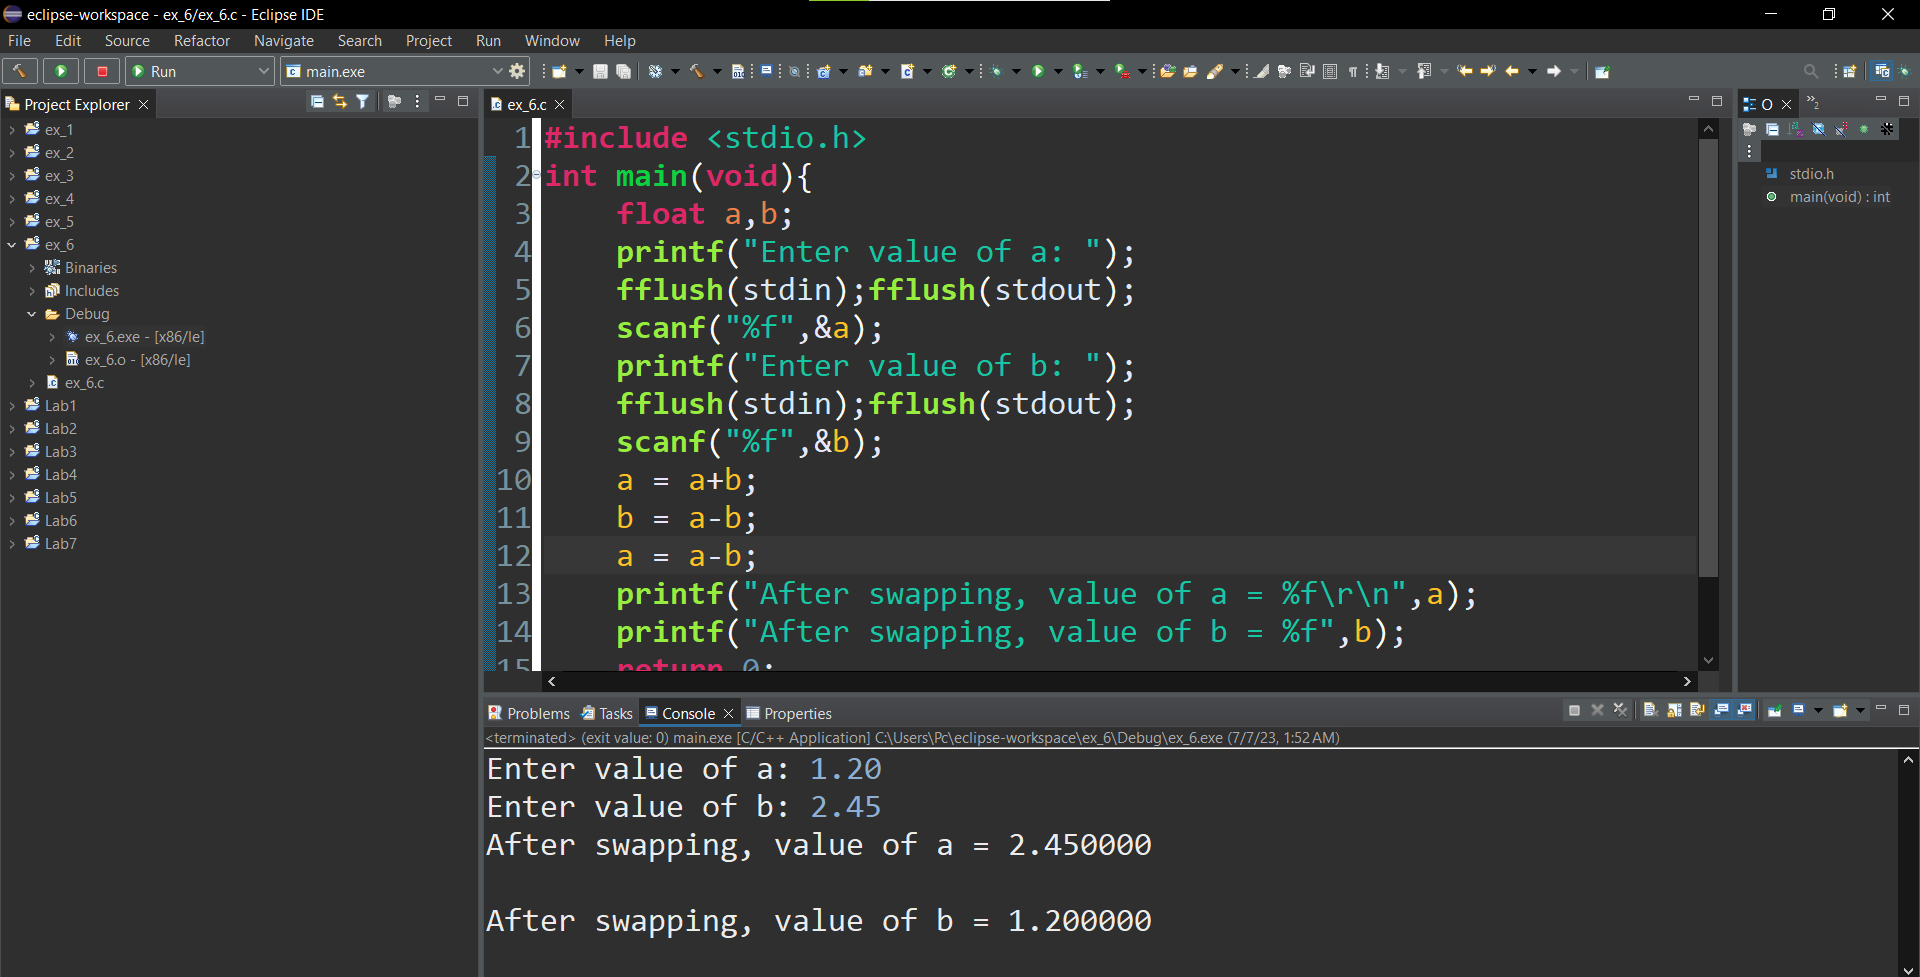 eclipse-workspace - ex_6/ex_6.c - Eclipse IDE
File Edit Source Refactor Navigate Search Project Run Window Help
Run
main.exe
Project Explorer
ex_1
ex_2
ex_3
ex_4
ex_5
ex_6
Binaries
Includes
Debug
ex_6.exe - [x86/le]
ex_6.o - [x86/le]
ex_6.c
Lab1
Lab2
Lab3
Lab4
Lab5
Lab6
Lab7
ex_6.c
1 #include <stdio.h>
2 int main(void){
3 float a,b;
4 printf("Enter value of a: ");
5 fflush(stdin);fflush(stdout);
6 scanf("%f",&a);
7 printf("Enter value of b: ");
8 fflush(stdin);fflush(stdout);
9 scanf("%f",&b);
10 a = a+b;
11 b = a-b;
12 a = a-b;
13 printf("After swapping, value of a = %f\r\n",a);
14 printf("After swapping, value of b = %f",b);
15 return 0;
O
2
stdio.h
main(void) : int
Problems Tasks Console Properties
<terminated> (exit value: 0) main.exe [C/C++ Application] C:\Users\Pc\eclipse-workspace\ex_6\Debug\ex_6.exe (7/7/23, 1:52 AM)
Enter value of a: 1.20
Enter value of b: 2.45
After swapping, value of a = 2.450000
After swapping, value of b = 1.200000